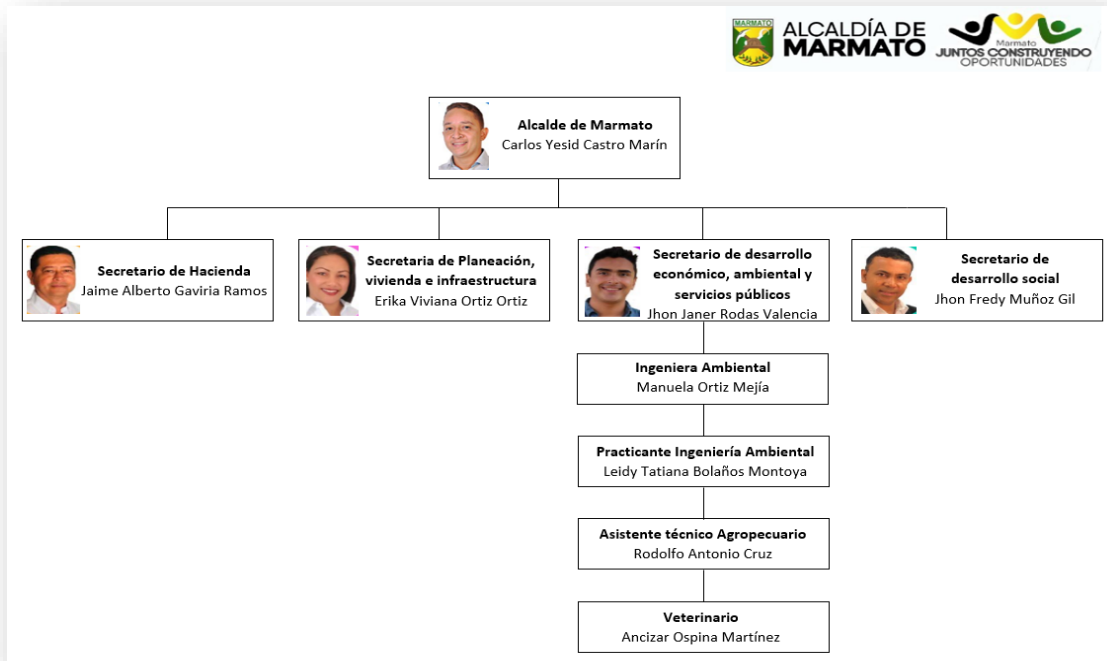 MARMATO
ALCALDÍA DE
MARMATO
Marmato
JUNTOS CONSTRUYENDO
OPORTUNIDADES
Alcalde de Marmato
Carlos Yesid Castro Marín
Secretario de Hacienda
Jaime Alberto Gaviria Ramos
Secretaria de Planeación,
vivienda e infraestructura
Erika Viviana Ortiz Ortiz
Secretario de desarrollo
económico, ambiental y
servicios públicos
Jhon Janer Rodas Valencia
Secretario de
desarrollo social
Jhon Fredy Muñoz Gil
Ingeniera Ambiental
Manuela Ortiz Mejía
Practicante Ingeniería Ambiental
Leidy Tatiana Bolaños Montoya
Asistente técnico Agropecuario
Rodolfo Antonio Cruz
Veterinario
Ancizar Ospina Martínez